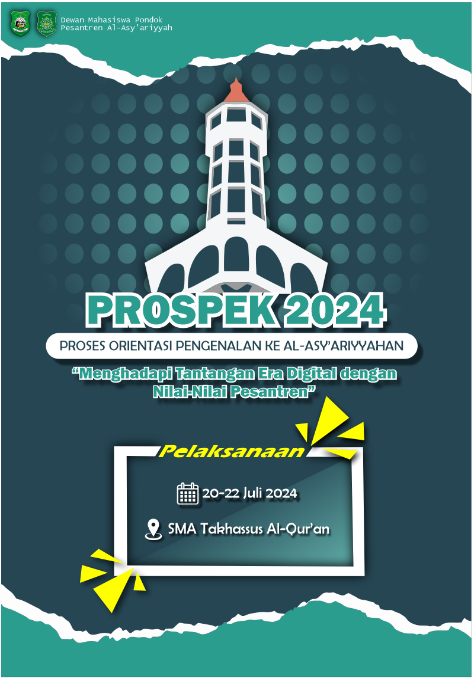 Dewan Mahasiswa Pondok
Pesantren Al-Asy'ariyyah
PROSPEK 2024
PROSES ORIENTASI PENGENALAN KE AL-ASY'ARIYYAHAN
“Menghadapi Tantangan Era Digital dengan
Nilai-Nilai Pesantren”
Pelaksanaan
20-22 Juli 2024
SMA Takhassus Al-Qur'an